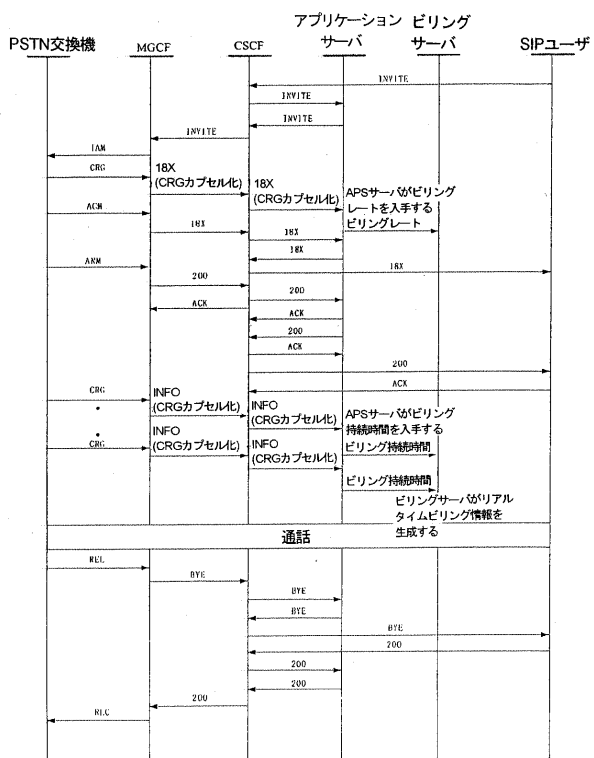 アプリケーション ビリング
PSTN交換機 MGCF CSCF サーバ サーバ SIPユーザ
INVITE
INVITE
INVITE
INVITE
IAM
CRG
18X
(CRGカプセル化)
18X
(CRGカプセル化)
APSサーバがビリング
レートを入手する
ACM
18X
ビリングレート
18X
18X
ANM
18X
200
200
ACK
ACK
200
ACK
200
ACK
CRG
INFO
(CRGカプセル化)
INFO
(CRGカプセル化)
APSサーバがビリング
持続時間を入手する
CRG
INFO
(CRGカプセル化)
INFO
(CRGカプセル化)
ビリング持続時間
ビリング持続時間
ビリングサーバがリアル
タイムビリング情報を
生成する
通話
REL
BYE
BYE
BYE
BYE
200
200
200
200
RLC